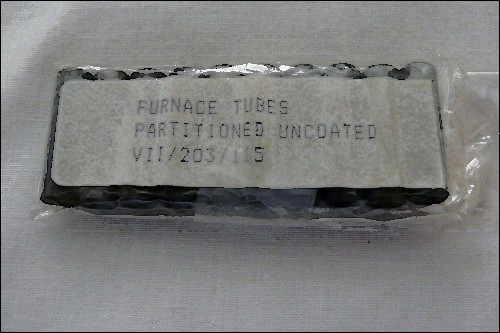 FURNACE TUBES
PARTITIONED UNCOATED
VII/203/115